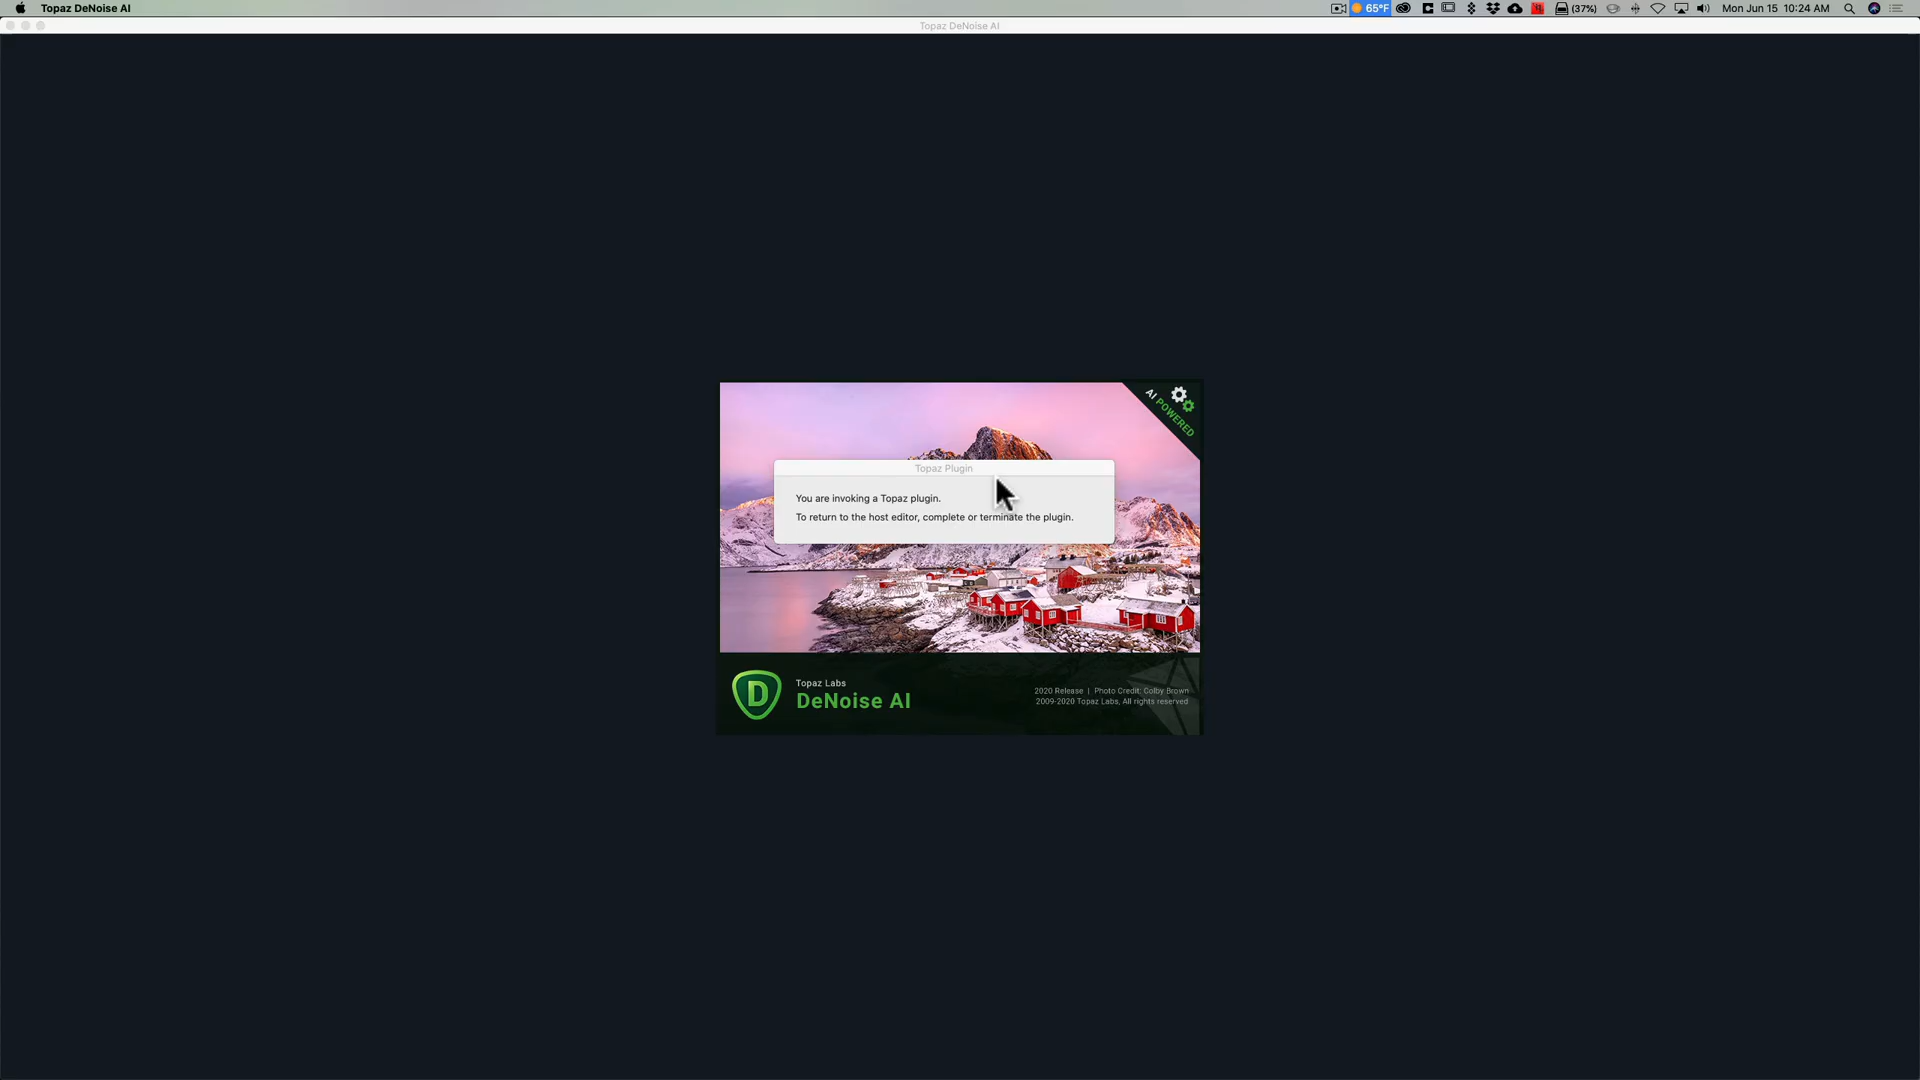 Topaz DeNoise AI
65°F
(37%)
Mon Jun 15 10:24 AM
Topaz DeNoise AI
AI POWERED
Topaz Plugin
You are invoking a Topaz plugin.
To return to the host editor, complete or terminate the plugin.
D
Topaz Labs
DeNoise AI
2020 Release | Photo Credit: Colby Brown
2009-2020 Topaz Labs, All rights reserved